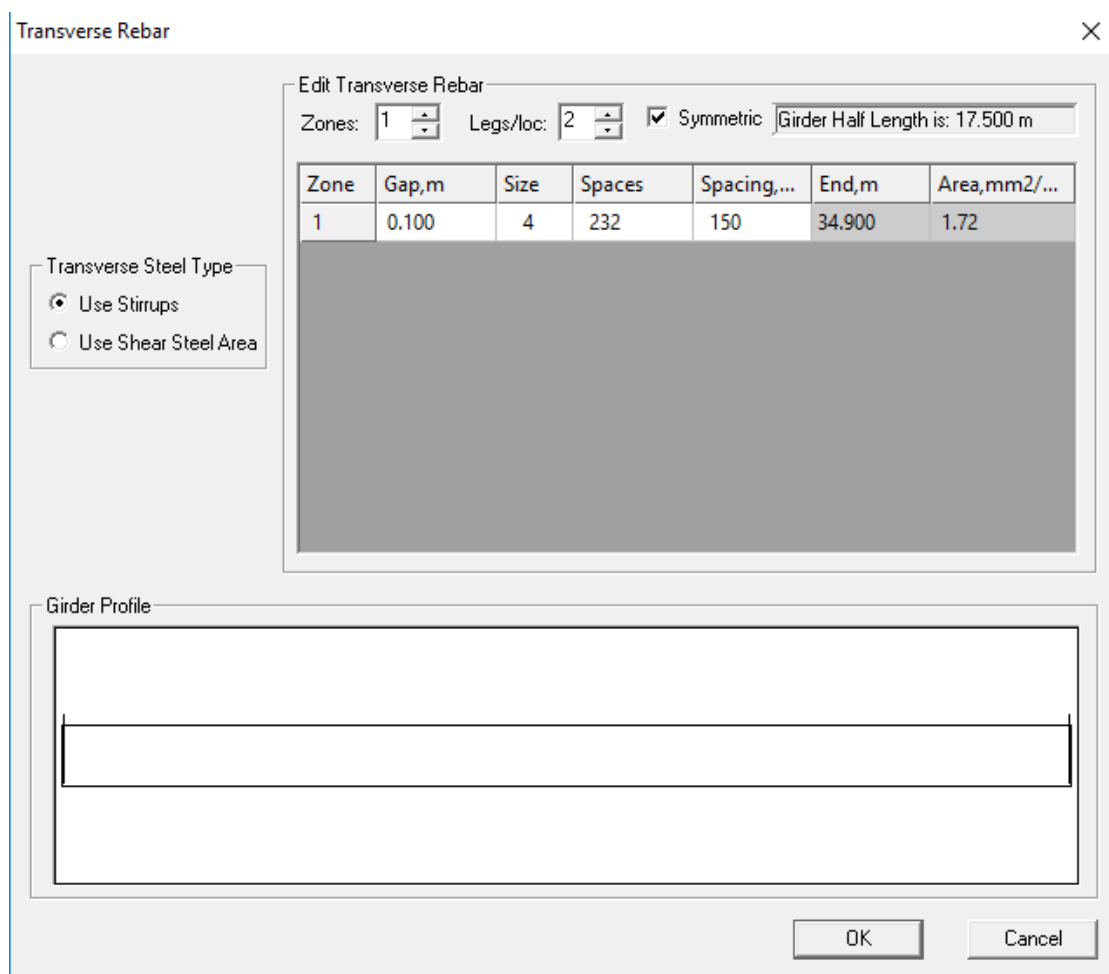 Transverse Rebar
Edit Transverse Rebar
Zones: 1 Legs/loc: 2 Symmetric Girder Half Length is: 17.500 m
Zone Gap,m Size Spaces Spacing,... End,m Area,mm2/...
1 0.100 4 232 150 34.900 1.72
Transverse Steel Type
Use Stirrups
Use Shear Steel Area
Girder Profile
OK Cancel